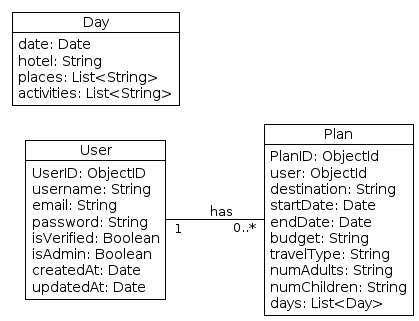 Day
date: Date
hotel: String
places: List<String>
activities: List<String>
User
UserID: ObjectID
username: String
email: String
password: String
isVerified: Boolean
isAdmin: Boolean
createdAt: Date
updatedAt: Date
has
1
0..*
Plan
PlanID: ObjectId
user: ObjectId
destination: String
startDate: Date
endDate: Date
budget: String
travelType: String
numAdults: String
numChildren: String
days: List<Day>